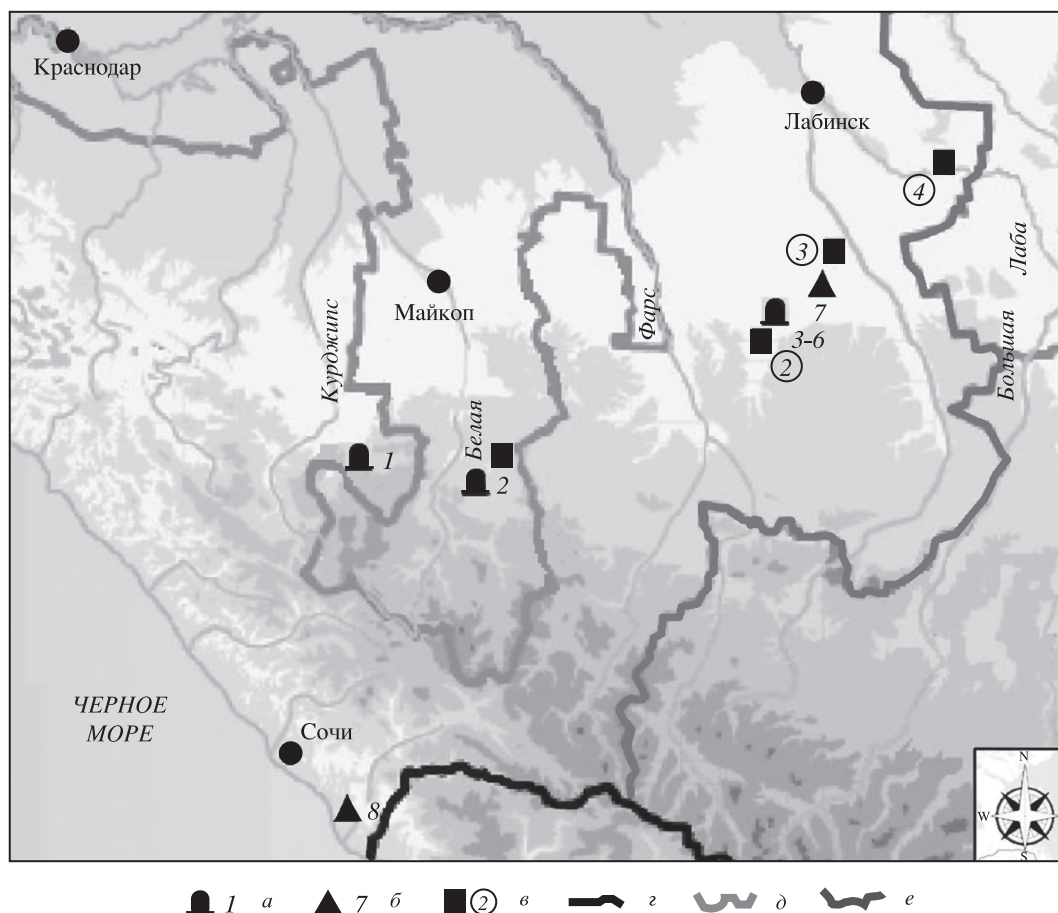 Краснодар
Лабинск
4
3
7
Лаба
Фарс
Майкоп
Курджипс
3-6
2
Большая
Белая
1
2
ЧЕРНОЕ
МОРЕ
Сочи
8
N
W
S
1 а 7 б 2 в г д е